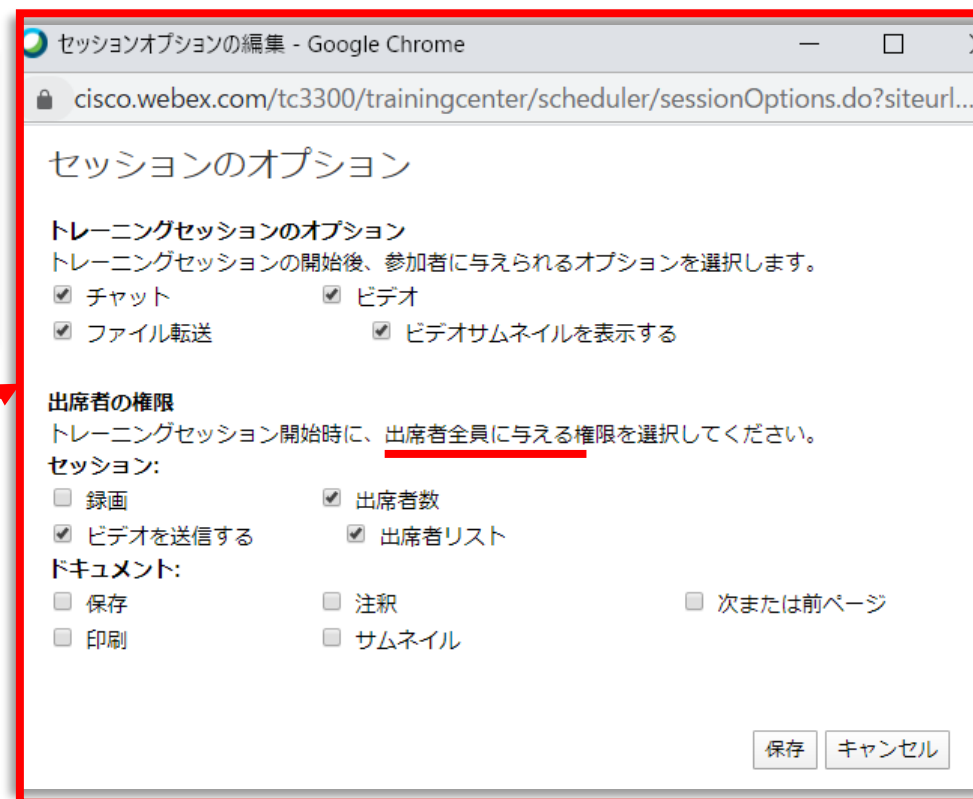 セッションオプションの編集 - Google Chrome
cisco.webex.com/tc3300/trainingcenter/scheduler/sessionOptions.do?siteurl...
セッションのオプション
トレーニングセッションのオプション
トレーニングセッションの開始後、参加者に与えられるオプションを選択します。
チャット ビデオ
ファイル転送 ビデオサムネイルを表示する
出席者の権限
トレーニングセッション開始時に、出席者全員に与える権限を選択してください。
セッション:
録画 出席者数
ビデオを送信する 出席者リスト
ドキュメント:
保存 注釈 次または前ページ
印刷 サムネイル
保存 キャンセル